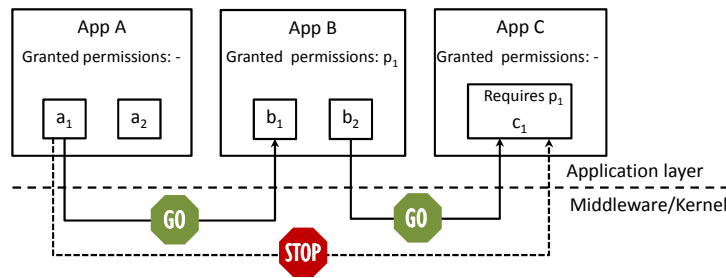 App A
Granted permissions: -
a1
a2
App B
Granted permissions: p1
b1
b2
App C
Granted permissions: -
Requires p1
c1
Application layer
Middleware/Kernel
GO
GO
STOP